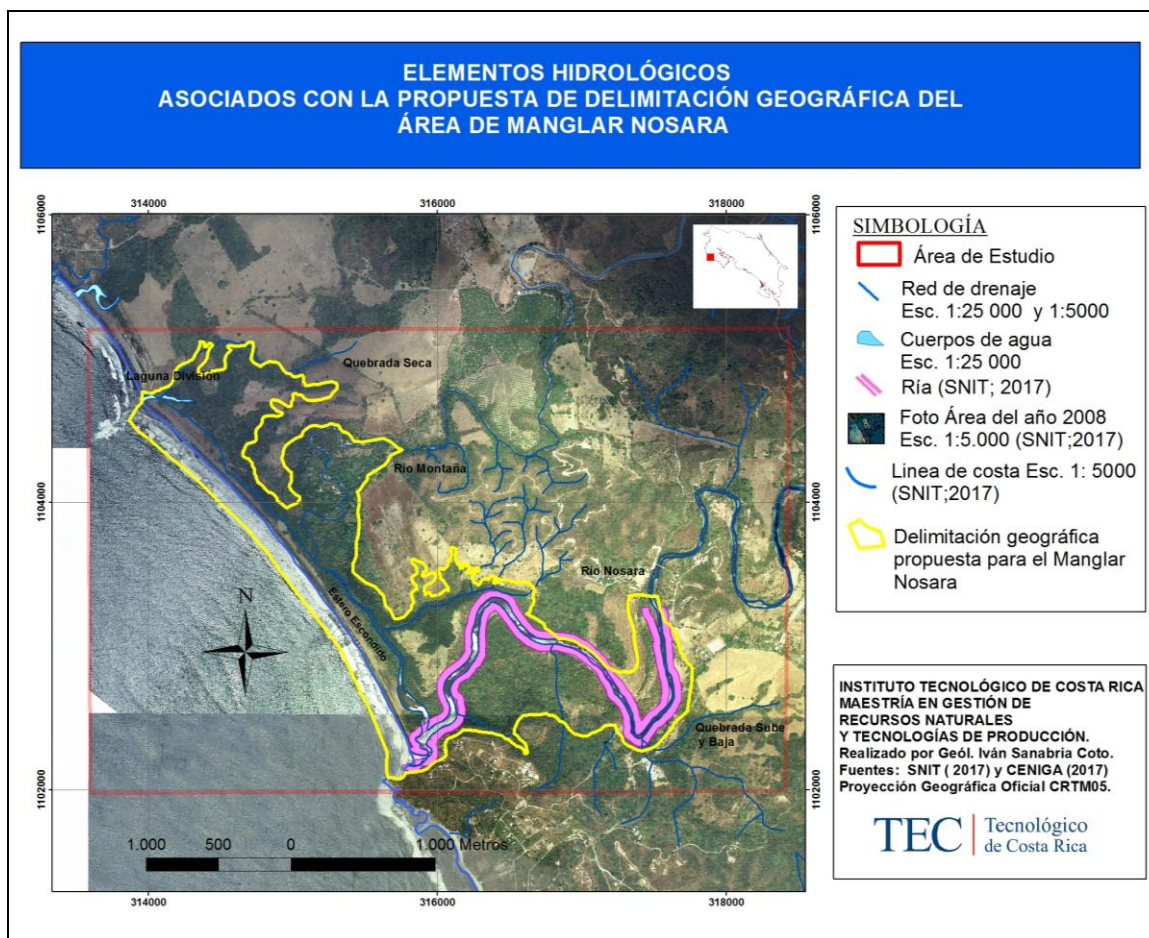 ELEMENTOS HIDROLÓGICOS
ASOCIADOS CON LA PROPUESTA DE DELIMITACIÓN GEOGRÁFICA DEL
ÁREA DE MANGLAR NOSARA
314000
316000
318000
1106000
1106000
Quebrada Seca
Laguna División
Río Montaña
1104000
1104000
Río Nosara
Estero Escondido
N
Quebrada Sube
y Baja
1102000
1102000
1.000
500
0
1.000 Metros
314000
316000
318000
SIMBOLOGÍA
Área de Estudio
Red de drenaje
Esc. 1:25 000 y 1:5000
Cuerpos de agua
Esc. 1:25 000
Ría (SNIT; 2017)
Foto Área del año 2008
Esc. 1:5.000 (SNIT;2017)
Linea de costa Esc. 1: 5000
(SNIT;2017)
Delimitación geográfica
propuesta para el Manglar
Nosara
INSTITUTO TECNOLÓGICO DE COSTA RICA
MAESTRÍA EN GESTIÓN DE
RECURSOS NATURALES
Y TECNOLOGÍAS DE PRODUCCIÓN.
Realizado por Geól. Iván Sanabria Coto.
Fuentes: SNIT ( 2017) y CENIGA (2017)
Proyección Geográfica Oficial CRTM05.
TEC | Tecnológico
de Costa Rica